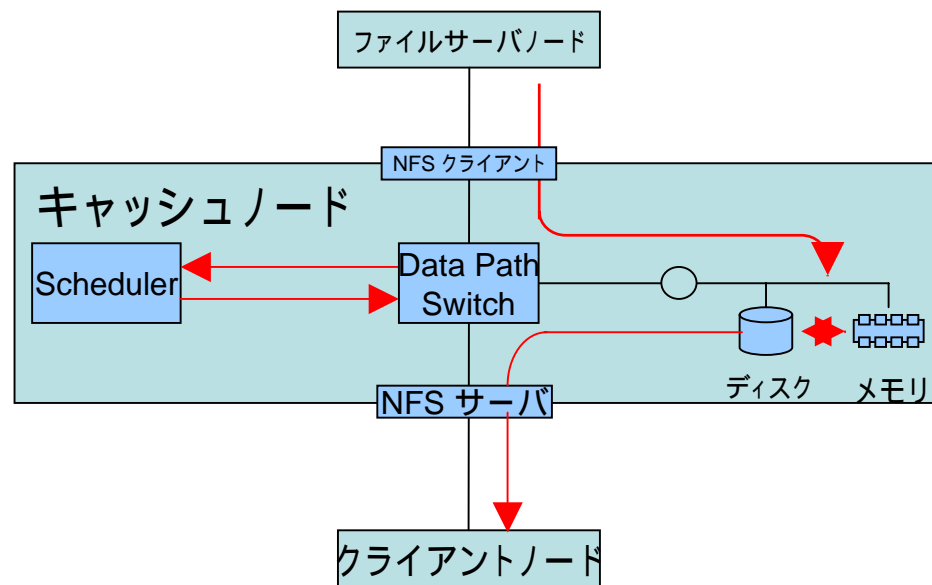 ファイルサーバノード
NFS クライアント
キャッシュノード
Scheduler
Data Path
Switch
ディスク
メモリ
NFS サーバ
クライアントノード